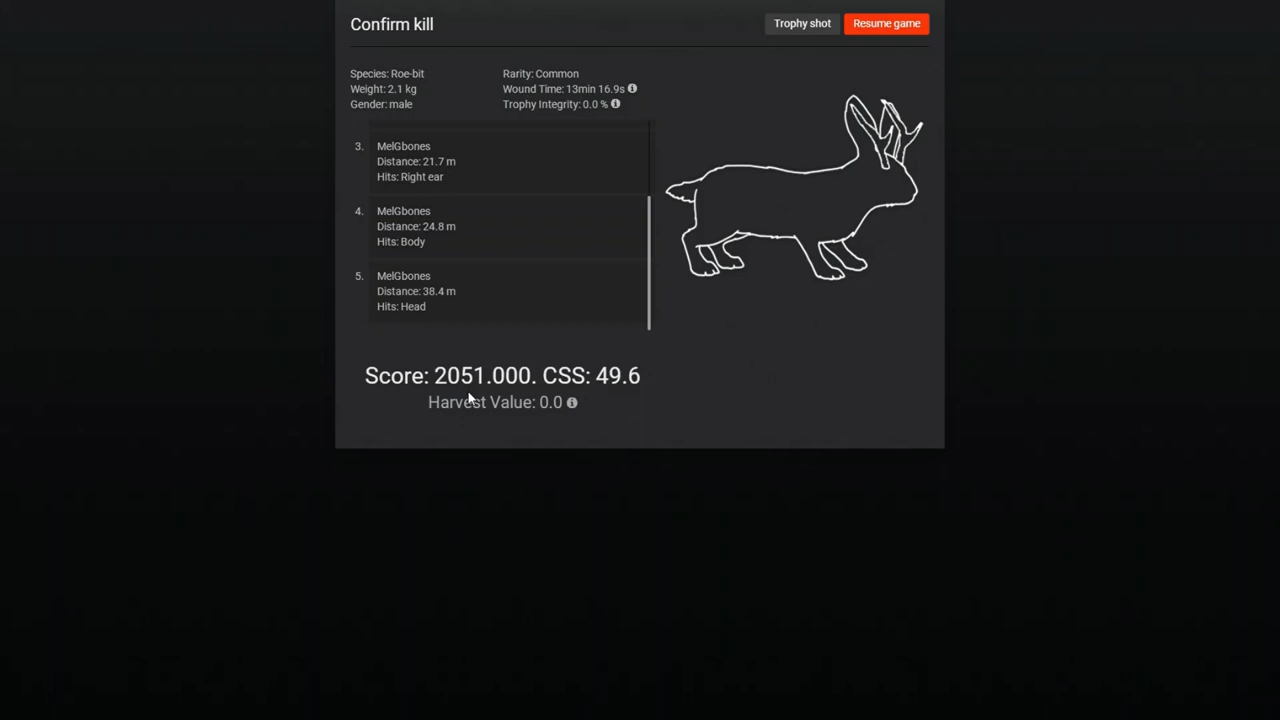 Confirm kill
Trophy shot
Resume game
Species: Roe-bit
Rarity: Common
Weight: 2.1 kg
Wound Time: 13min 16.9s
Gender: male
Trophy Integrity: 0.0 %
3. MelGbones
Distance: 21.7 m
Hits: Right ear
4. MelGbones
Distance: 24.8 m
Hits: Body
5. MelGbones
Distance: 38.4 m
Hits: Head
Score: 2051.000. CSS: 49.6
Harvest Value: 0.0